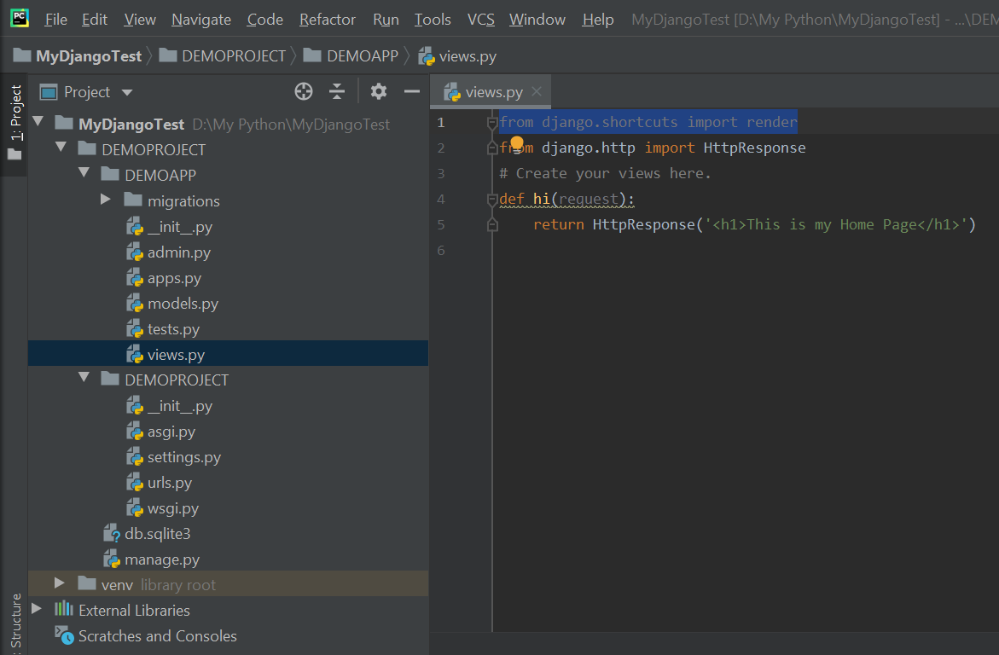 PC File Edit View Navigate Code Refactor Run Tools VCS Window Help MyDjangoTest [D:\My Python\MyDjangoTest] - ...\DEM
MyDjangoTest DEMOPROJECT DEMOAPP views.py
1: Project
Project
views.py
MyDjangoTest D:\My Python\MyDjangoTest
DEMOPROJECT
DEMOAPP
migrations
__init__.py
admin.py
apps.py
models.py
tests.py
views.py
DEMOPROJECT
__init__.py
asgi.py
settings.py
urls.py
wsgi.py
db.sqlite3
manage.py
venv library root
External Libraries
Scratches and Consoles
: Structure
1 from django.shortcuts import render
2 from django.http import HttpResponse
3 # Create your views here.
4 def hi(request):
5 return HttpResponse('<h1>This is my Home Page</h1>')
6